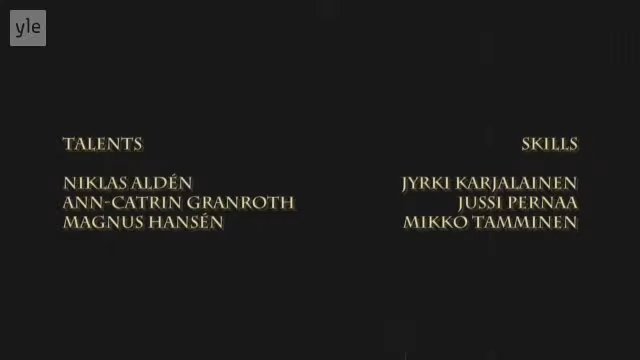 yle
TALENTS
NIKLAS ALDÉN
ANN-CATRIN GRANROTH
MAGNUS HANSÉN
SKILLS
JYRKI KARJALAINEN
JUSSI PERNAA
MIKKO TAMMINEN